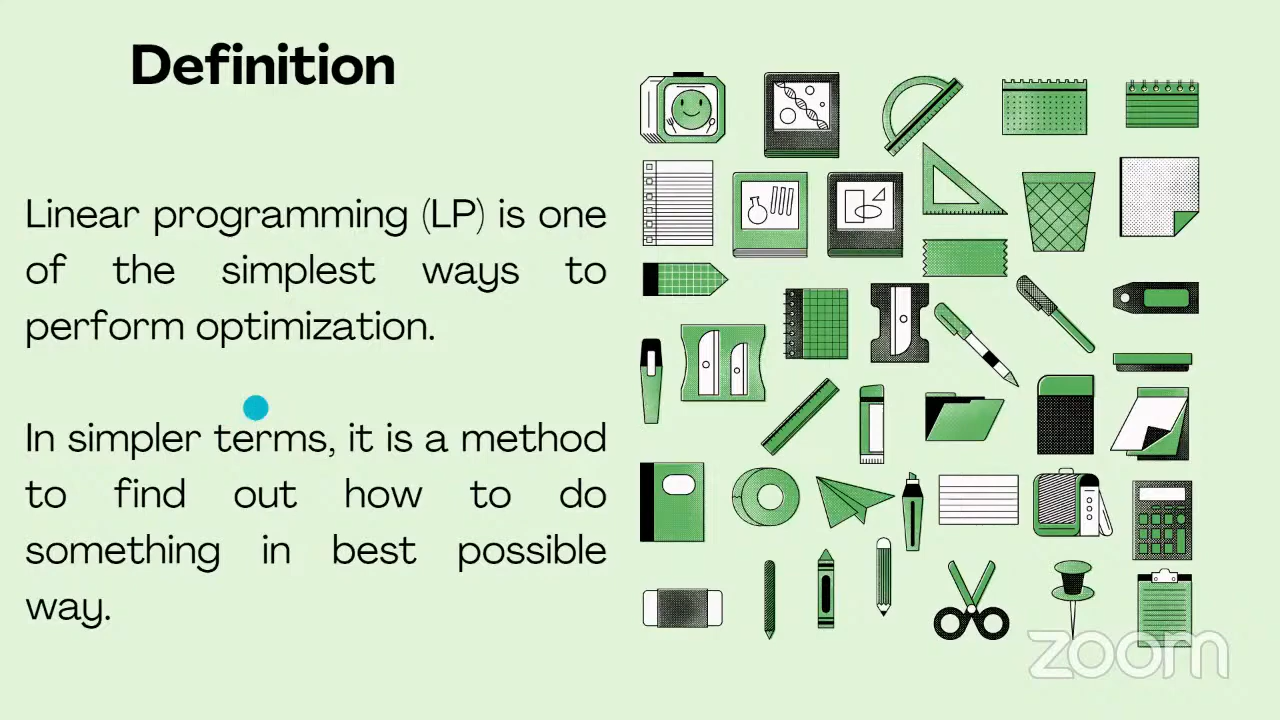 Definition
Linear programming (LP) is one
of the simplest ways to
perform optimization.
In simpler terms, it is a method
to find out how to do
something in best possible
way.
zoom